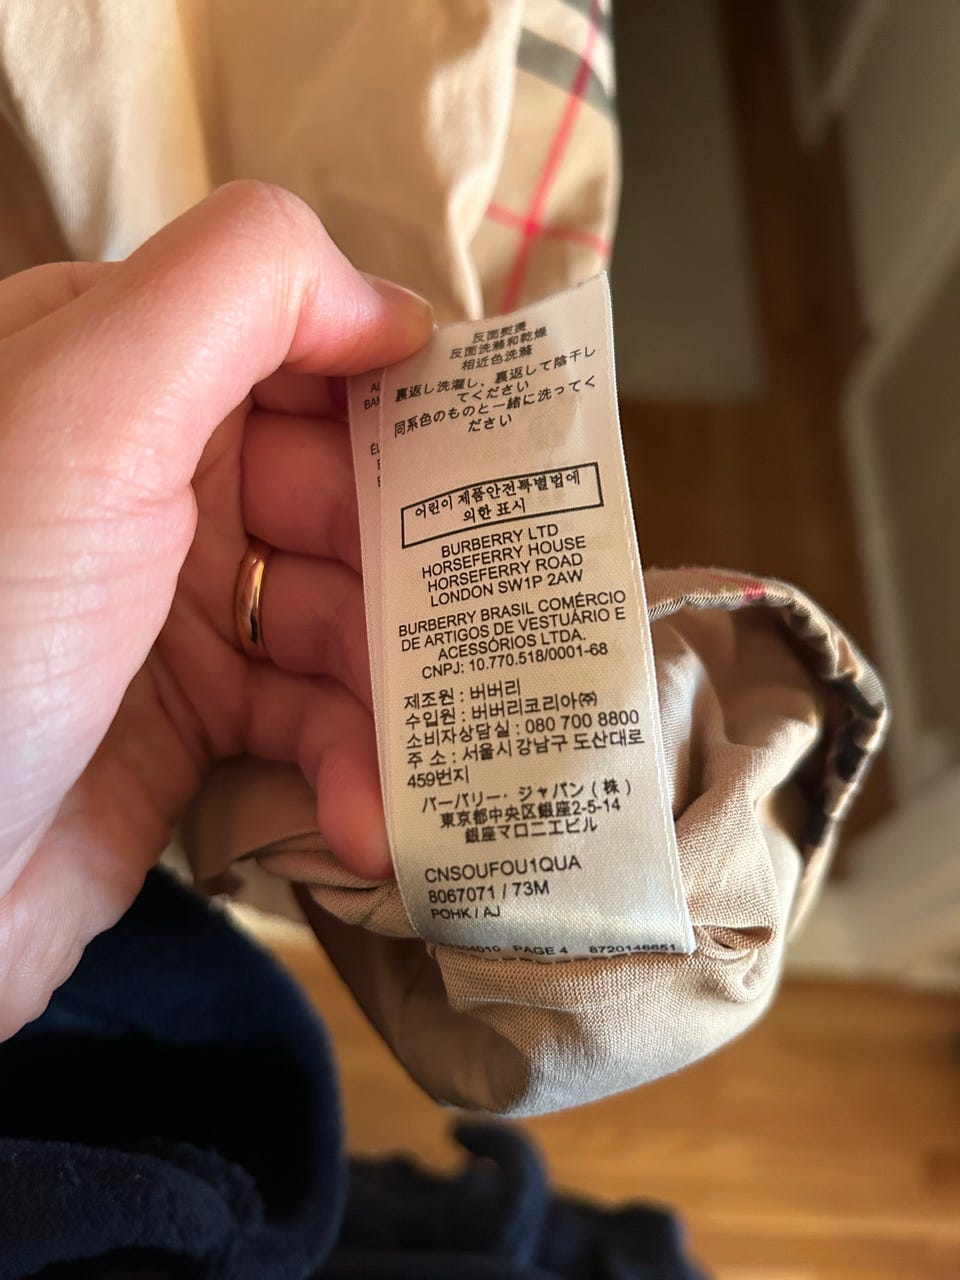 反面熨燙
反面洗滌和乾燥
相近色洗滌
裏返し洗濯し、裏返して陰干し
てください
同系色のものと一緒に洗ってく
ださい
어린이 제품안전특별법에
의한 표시
BURBERRY LTD
HORSEFERRY HOUSE
HORSEFERRY ROAD
LONDON SW1P 2AW
BURBERRY BRASIL COMÉRCIO
DE ARTIGOS DE VESTUÁRIO E
ACESSÓRIOS LTDA.
CNPJ: 10.770.518/0001-68
제조원 : 버버리
수입원 : 버버리코리아㈜
소비자상담실 : 080 700 8800
주 소 : 서울시 강남구 도산대로
459번지
バーバリー・ジャパン（株）
東京都中央区銀座2-5-14
銀座マロニエビル
CNSOUFOU1QUA
8067071 / 73M
POHK / AJ
PAGE 4 8720146651